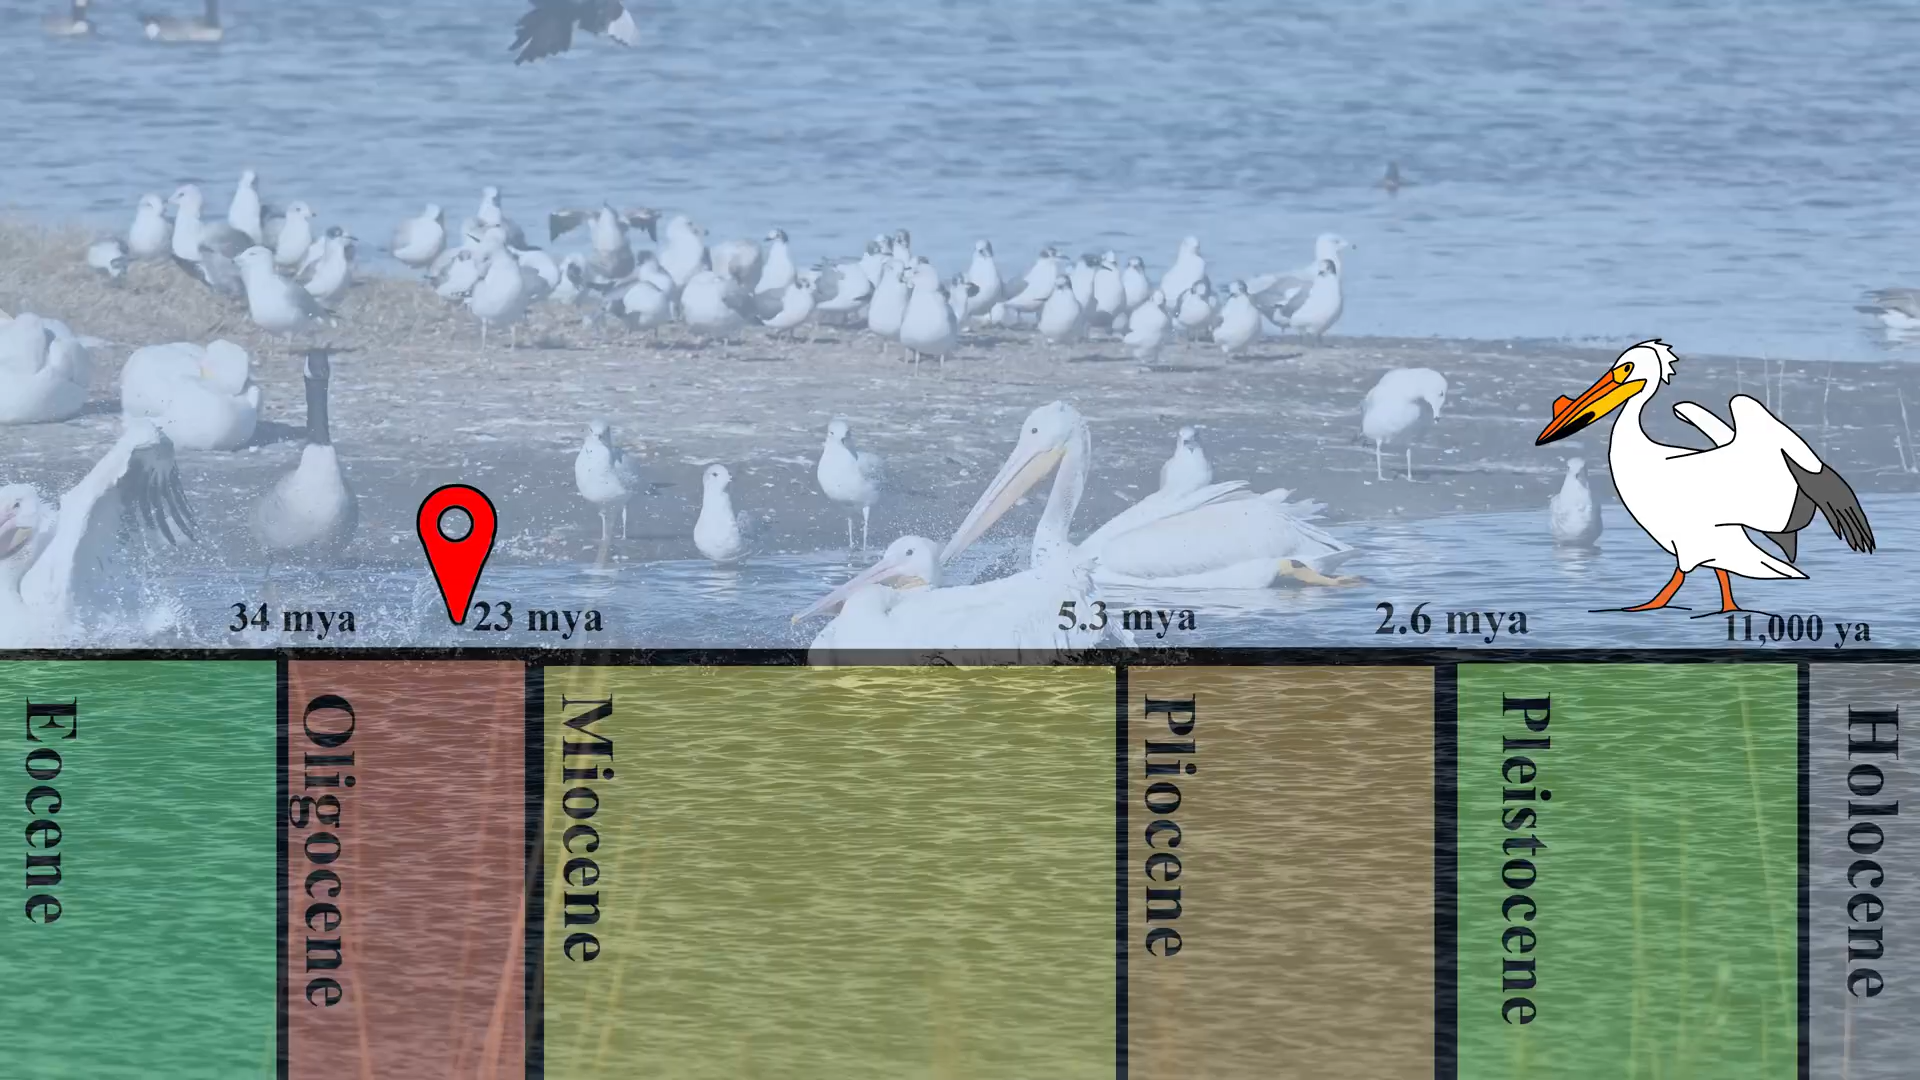 34 mya
23 mya
5.3 mya
2.6 mya
11,000 ya
Eocene
Oligocene
Miocene
Pliocene
Pleistocene
Holocene